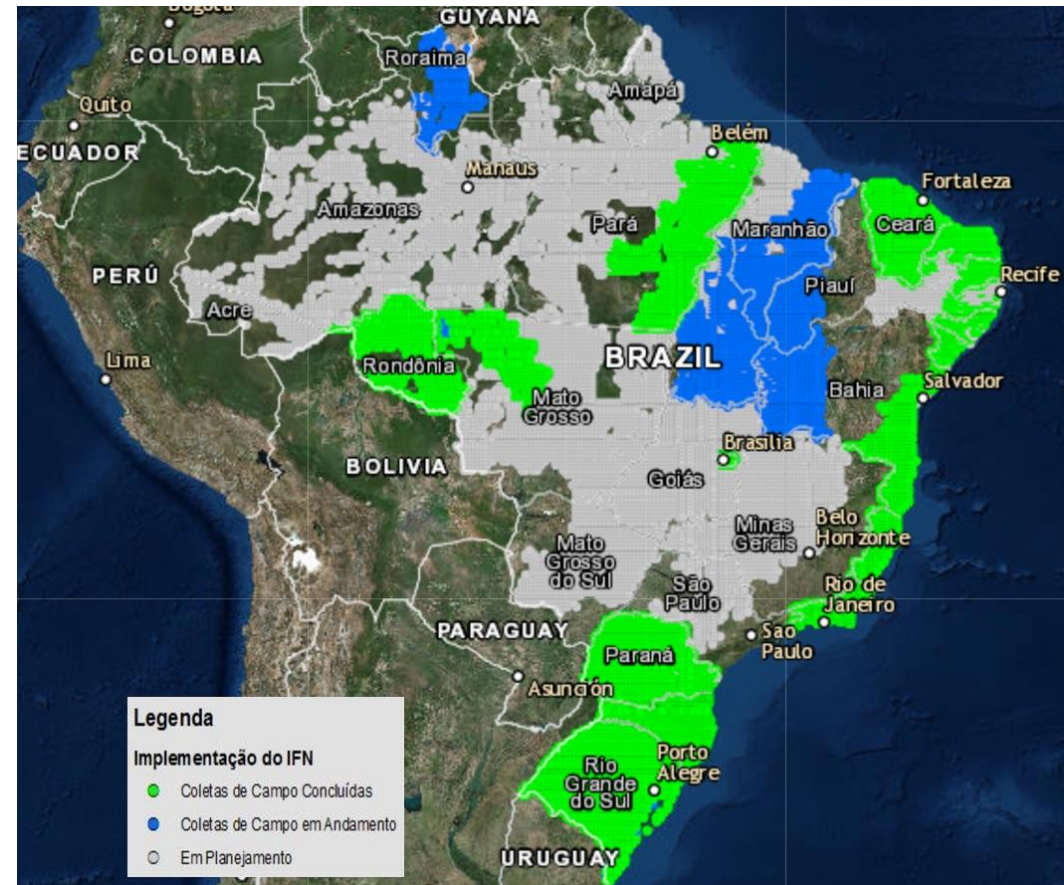 Bogotá
GUYANA
COLOMBIA
Roraima
Amapá
Quito
ECUADOR
Belém
Manaus
Fortaleza
Amazonas
Pará
Maranhão
Ceará
PERÚ
Piauí
Recife
Acre
Lima
Rondônia
BRAZIL
Bahia
Salvador
Mato
Grosso
Brasília
BOLIVIA
Goiás
Minas
Gerais
Belo
Horizonte
Mato
Grosso
do Sul
São
Paulo
Rio de
Janeiro
PARAGUAY
Sao
Paulo
Paraná
Asunción
Rio
Grande
do Sul
Porto
Alegre
URUGUAY
Legenda
Implementação do IFN
Coletas de Campo Concluídas
Coletas de Campo em Andamento
Em Planejamento